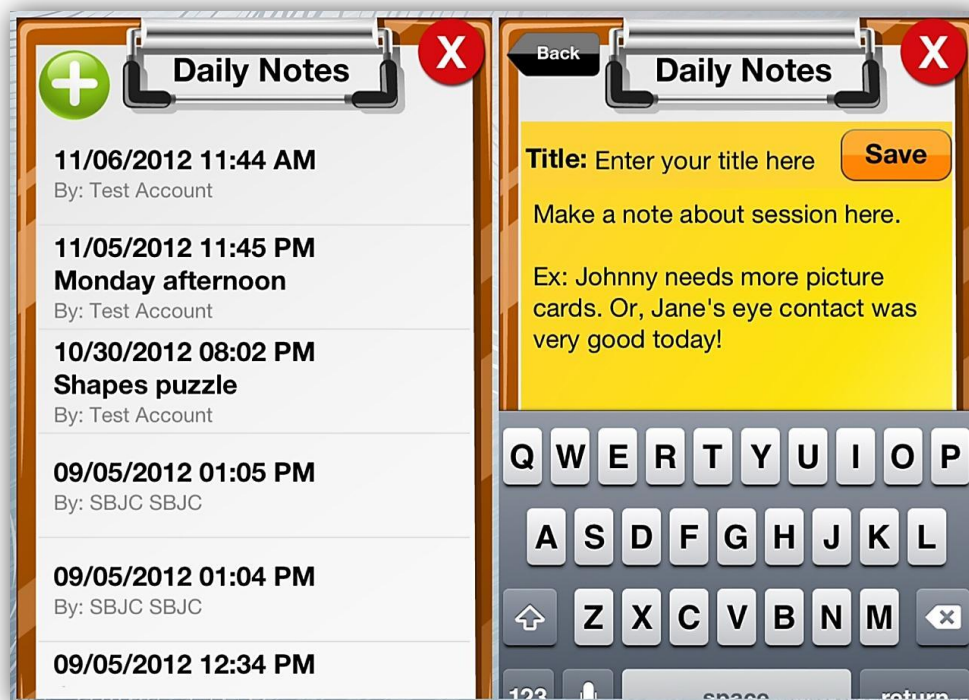 Daily Notes
X
11/06/2012 11:44 AM
By: Test Account
11/05/2012 11:45 PM
Monday afternoon
By: Test Account
10/30/2012 08:02 PM
Shapes puzzle
By: Test Account
09/05/2012 01:05 PM
By: SBJC SBJC
09/05/2012 01:04 PM
By: SBJC SBJC
09/05/2012 12:34 PM
Back
Daily Notes
X
Title: Enter your title here
Save
Make a note about session here.
Ex: Johnny needs more picture
cards. Or, Jane's eye contact was
very good today!
Q W E R T Y U I O P
A S D F G H J K L
Z X C V B N M
123 space return